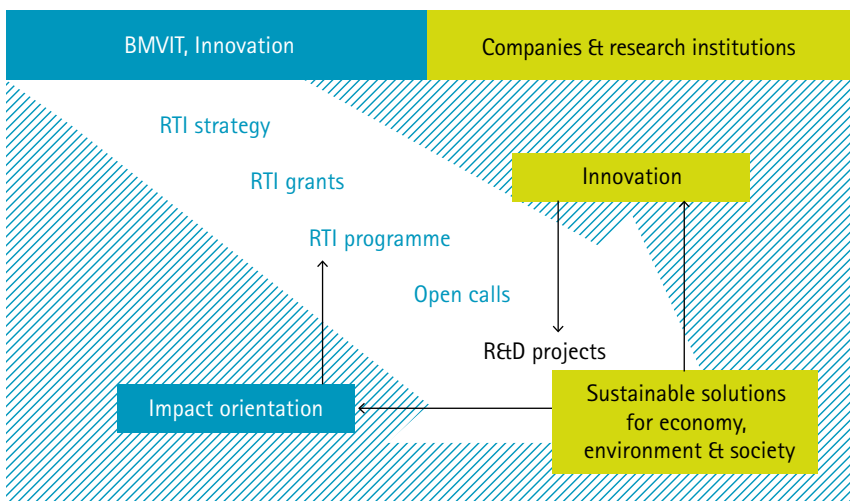 BMVIT, Innovation
Companies & research institutions
RTI strategy
RTI grants
Innovation
RTI programme
Open calls
R&D projects
Impact orientation
Sustainable solutions
for economy,
environment & society